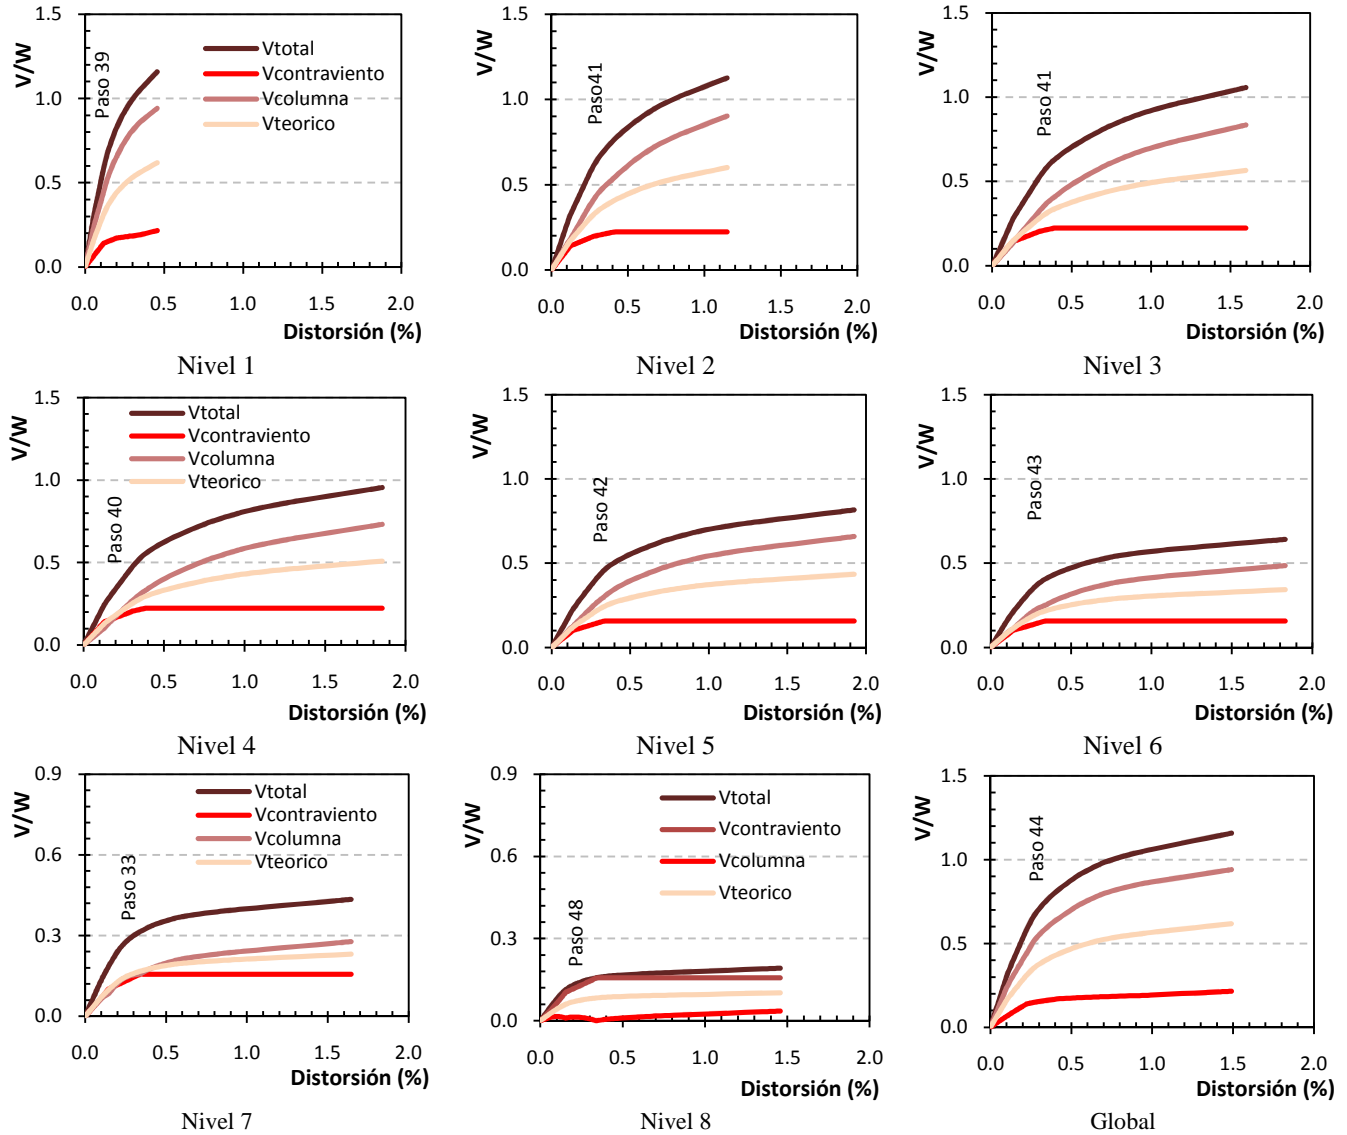 1.5
1.0
0.5
0.0
V/W
Paso 39
Vtotal
Vcontraviento
Vcolumna
Vteorico
0.0 0.5 1.0 1.5 2.0
Distorsión (%)
Nivel 1
1.5
1.0
0.5
0.0
V/W
Paso41
0.0 0.5 1.0 1.5 2.0
Distorsión (%)
Nivel 2
1.5
1.0
0.5
0.0
V/W
Paso 41
0.0 0.5 1.0 1.5 2.0
Distorsión (%)
Nivel 3
1.5
1.0
0.5
0.0
V/W
Paso 40
Vtotal
Vcontraviento
Vcolumna
Vteorico
0.0 0.5 1.0 1.5 2.0
Distorsión (%)
Nivel 4
1.5
1.0
0.5
0.0
V/W
Paso 42
0.0 0.5 1.0 1.5 2.0
Distorsión (%)
Nivel 5
1.5
1.0
0.5
0.0
V/W
Paso 43
0.0 0.5 1.0 1.5 2.0
Distorsión (%)
Nivel 6
0.9
0.6
0.3
0.0
V/W
Paso 33
Vtotal
Vcontraviento
Vcolumna
Vteorico
0.0 0.5 1.0 1.5 2.0
Distorsión (%)
Nivel 7
0.9
0.6
0.3
0.0
V/W
Paso 48
Vtotal
Vcontraviento
Vcolumna
Vteorico
0.0 0.5 1.0 1.5 2.0
Distorsión (%)
Nivel 8
1.5
1.0
0.5
0.0
V/W
Paso 44
0.0 0.5 1.0 1.5 2.0
Distorsión (%)
Global